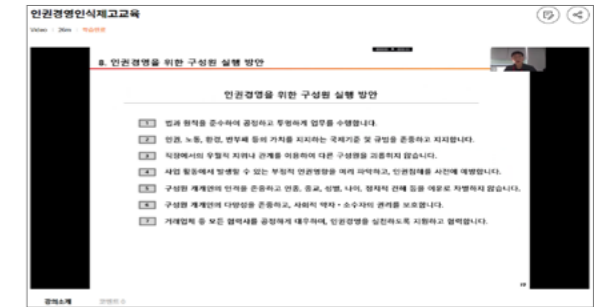 인권경영인식제고교육
Video 26m 학습완료
8. 인권경영을 위한 구성원 실행 방안
인권경영을 위한 구성원 실행 방안
1 법과 원칙을 준수하여 공정하고 투명하게 업무를 수행합니다.
2 인권, 노동, 환경, 반부패 등의 가치를 지지하는 국제기준 및 규범을 존중하고 지지합니다.
3 직장에서의 우월적 지위나 관계를 이용하여 다른 구성원을 괴롭히지 않습니다.
4 사업 활동에서 발생할 수 있는 부정적 인권영향을 미리 파악하고, 인권침해를 사전에 예방합니다.
5 구성원 개개인의 인격을 존중하고 인종, 종교, 성별, 나이, 정치적 견해 등을 이유로 차별하지 않습니다.
6 구성원 개개인의 다양성을 존중하고, 사회적 약자・소수자의 권리를 보호합니다.
7 거래업체 등 모든 협력사를 공정하게 대우하며, 인권경영을 실천하도록 지원하고 협력합니다.
강의소개